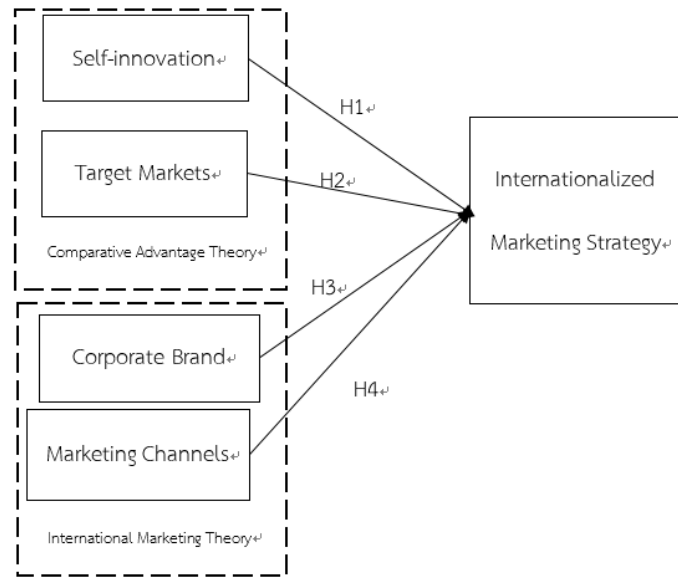 Self-innovation↵
H1↵
Target Markets↵
H2↵
Internationalized
Marketing Strategy↵
Comparative Advantage Theory↵
H3↵
Corporate Brand↵
H4↵
Marketing Channels↵
International Marketing Theory↵